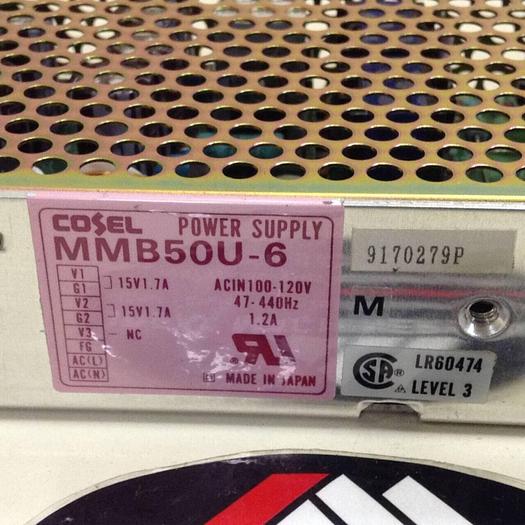 COSEL POWER SUPPLY
MMB50U-6
V1
G1
15V1.7A
V2
G2
15V1.7A
V3
NC
FG
AC(L)
AC(N)
ACIN100-120V
47-440Hz
1.2A
MADE IN JAPAN
9170279P
M
SA
LR60474
LEVEL 3